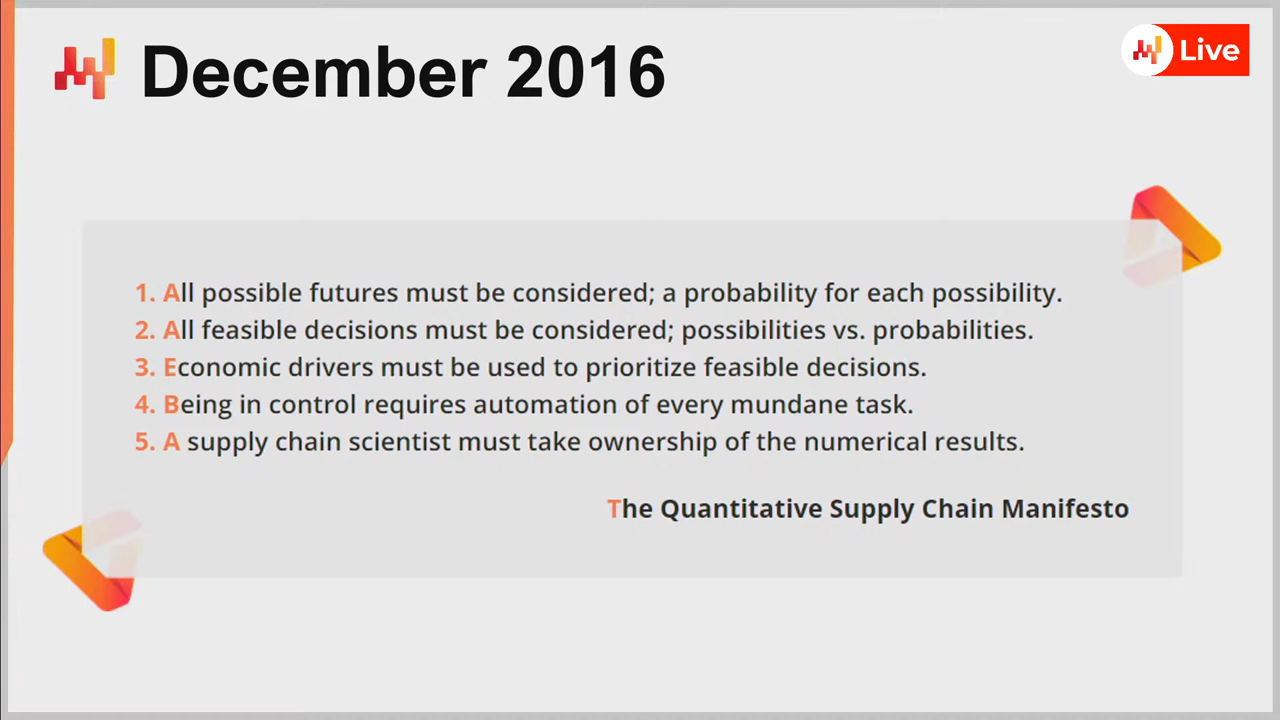 December 2016
Live
1. All possible futures must be considered; a probability for each possibility.
2. All feasible decisions must be considered; possibilities vs. probabilities.
3. Economic drivers must be used to prioritize feasible decisions.
4. Being in control requires automation of every mundane task.
5. A supply chain scientist must take ownership of the numerical results.
The Quantitative Supply Chain Manifesto